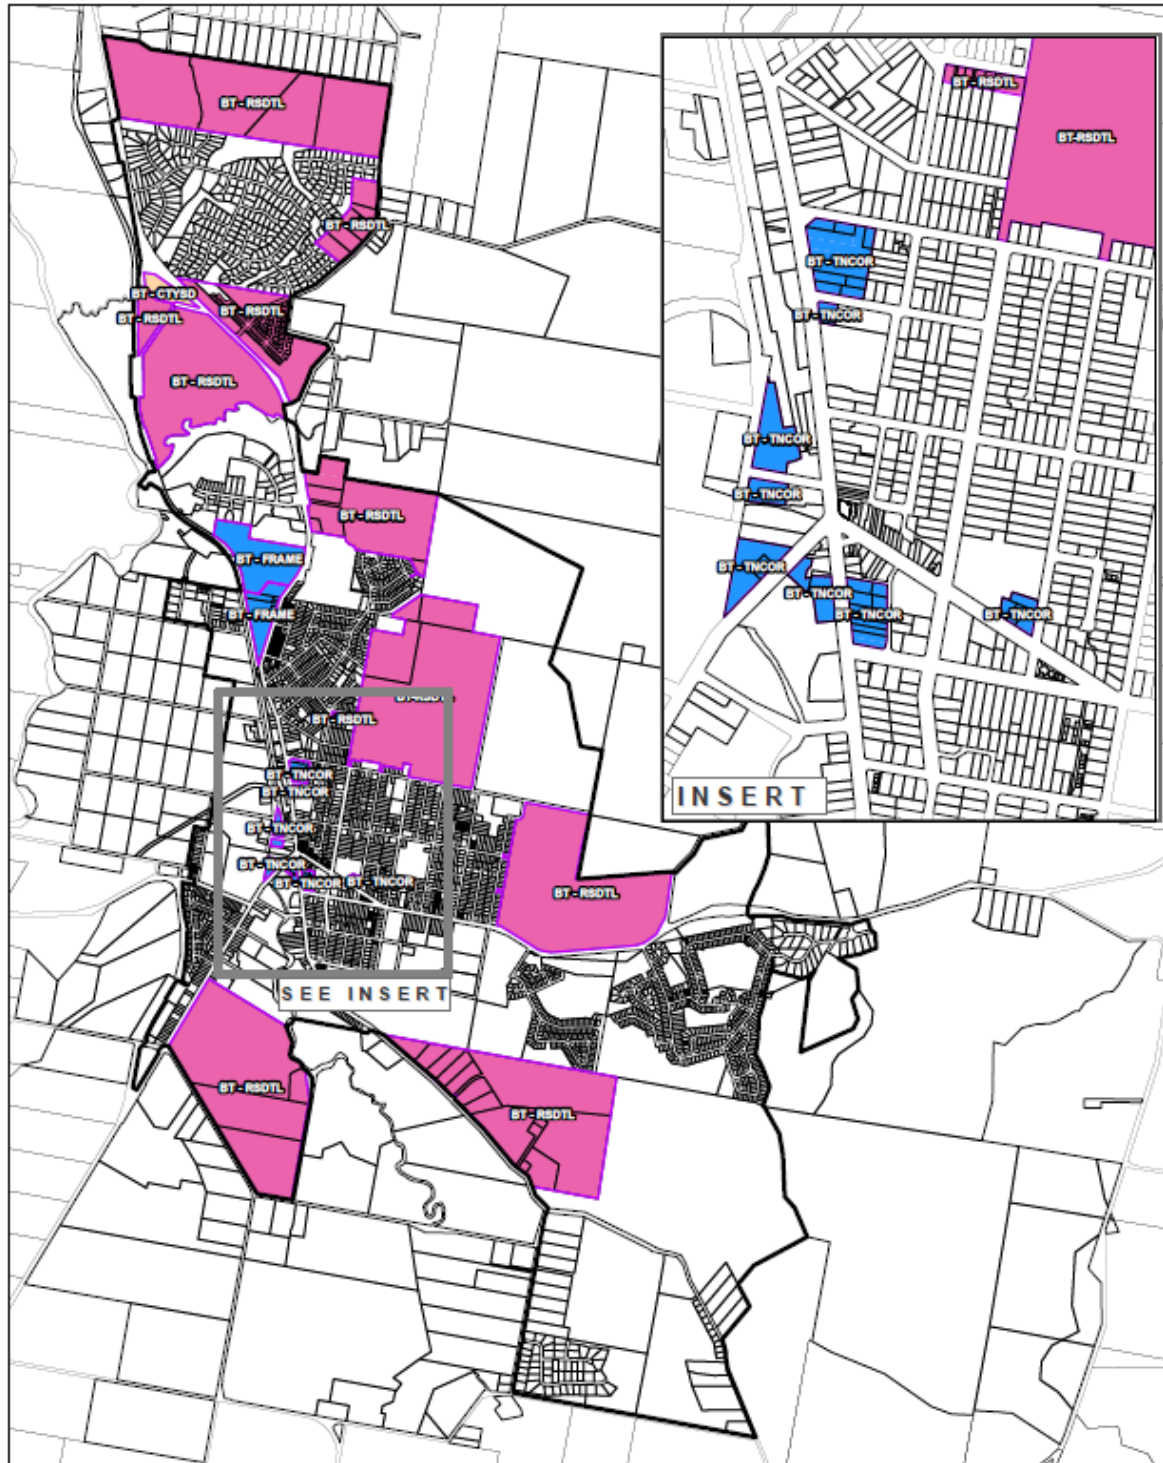 BT - RSDTL
BT - RSDTL
BT-RSDTL
BT - RSDTL
BT - TNCOR
BT - CTYSD
BT - RSDTL
BT - RSDTL
BT - TNCOR
BT - RSDTL
BT - TNCOR
BT - TNCOR
BT - RSDTL
BT - FRAME
BT - TNCOR
BT - TNCOR
BT - FRAME
BT - TNCOR
BT - TNCOR
BT-RSDTL
BT - RSDTL
BT - TNCOR
BT - TNCOR
INSERT
BT - TNCOR
BT - TNCOR
BT - TNCOR
BT - TNCOR
BT - RSDTL
SEE INSERT
BT - RSDTL
BT - RSDTL